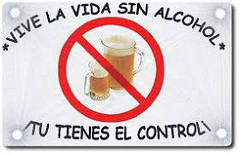 *VIVE LA VIDA SIN ALCOHOL*
¡TU TIENES EL CONTROL¡